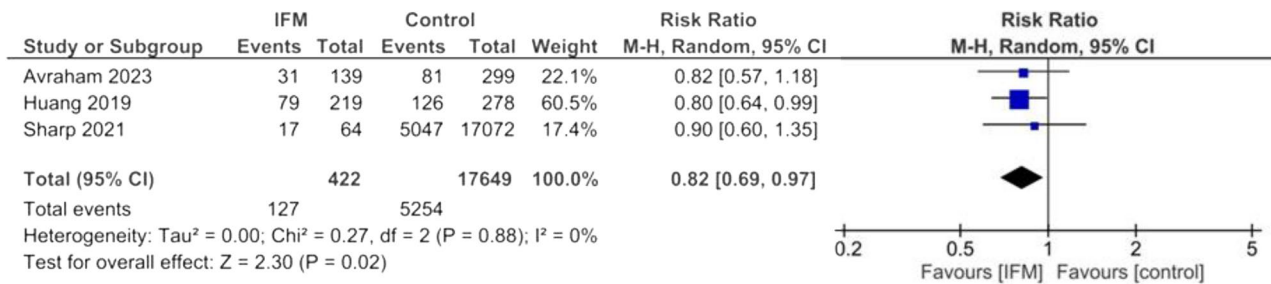 IFM Control Risk Ratio Risk Ratio
Study or Subgroup Events Total Events Total Weight M-H, Random, 95% CI M-H, Random, 95% CI
Avraham 2023 31 139 81 299 22.1% 0.82 [0.57, 1.18]
Huang 2019 79 219 126 278 60.5% 0.80 [0.64, 0.99]
Sharp 2021 17 64 5047 17072 17.4% 0.90 [0.60, 1.35]
Total (95% CI) 422 17649 100.0% 0.82 [0.69, 0.97]
Total events 127 5254
Heterogeneity: Tau² = 0.00; Chi² = 0.27, df = 2 (P = 0.88); I² = 0%
Test for overall effect: Z = 2.30 (P = 0.02)
0.2 0.5 1 2 5
Favours [IFM] Favours [control]